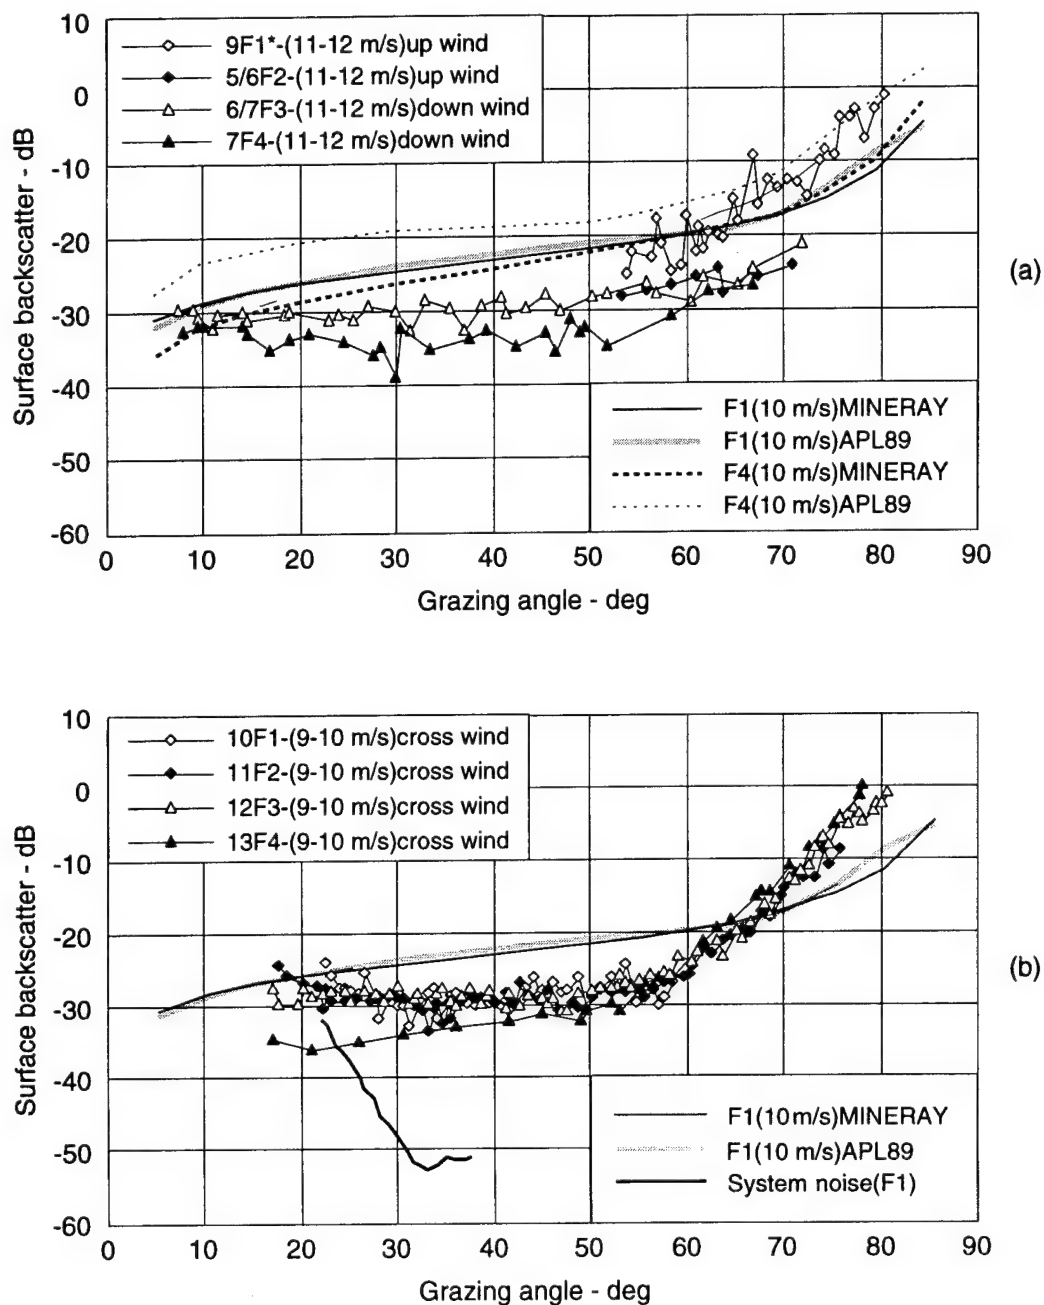 10
0
-10
-20
-30
-40
-50
-60
Surface backscatter - dB
9F1*-(11-12 m/s)up wind
5/6F2-(11-12 m/s)up wind
6/7F3-(11-12 m/s)down wind
7F4-(11-12 m/s)down wind
F1(10 m/s)MINERAY
F1(10 m/s)APL89
F4(10 m/s)MINERAY
F4(10 m/s)APL89
(a)
0 10 20 30 40 50 60 70 80 90
Grazing angle - deg
10
0
-10
-20
-30
-40
-50
-60
Surface backscatter - dB
10F1-(9-10 m/s)cross wind
11F2-(9-10 m/s)cross wind
12F3-(9-10 m/s)cross wind
13F4-(9-10 m/s)cross wind
F1(10m/s)MINERAY
F1(10 m/s)APL89
System noise(F1)
(b)
0 10 20 30 40 50 60 70 80 90
Grazing angle - deg